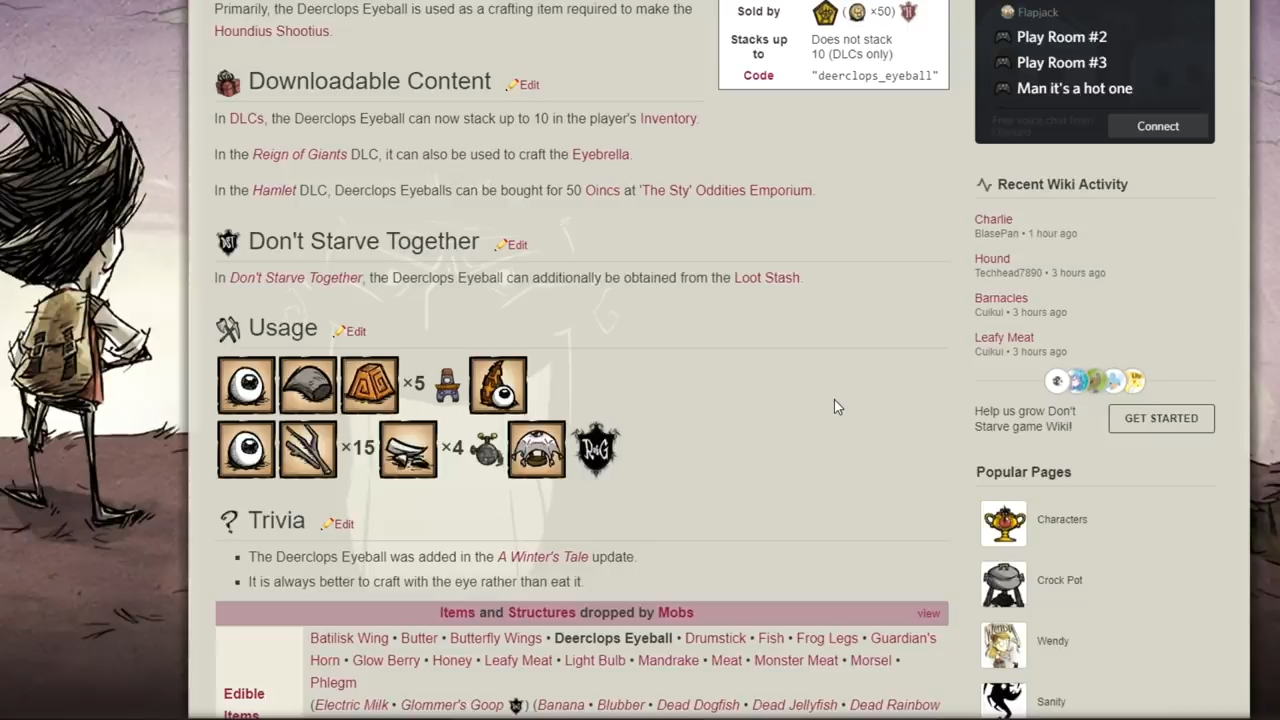 Primarily, the Deerclops Eyeball is used as a crafting item required to make the
Houndius Shootius.
Sold by
( ×50)
Stacks up
to
Does not stack
10 (DLCs only)
Code
"deerclops_eyeball"
Downloadable Content
Edit
In DLCs, the Deerclops Eyeball can now stack up to 10 in the player's Inventory.
In the Reign of Giants DLC, it can also be used to craft the Eyebrella.
In the Hamlet DLC, Deerclops Eyeballs can be bought for 50 Oincs at 'The Sty' Oddities Emporium.
DST
Don't Starve Together
Edit
In Don't Starve Together, the Deerclops Eyeball can additionally be obtained from the Loot Stash.
Usage
Edit
×5
×15
×4
RoG
? Trivia
Edit
The Deerclops Eyeball was added in the A Winter's Tale update.
It is always better to craft with the eye rather than eat it.
Items and Structures dropped by Mobs
view
Edible
Items
Batilisk Wing • Butter • Butterfly Wings • Deerclops Eyeball • Drumstick • Fish • Frog Legs • Guardian's
Horn • Glow Berry • Honey • Leafy Meat • Light Bulb • Mandrake • Meat • Monster Meat • Morsel •
Phlegm
(Electric Milk • Glommer's Goop ) (Banana • Blubber • Dead Dogfish • Dead Jellyfish • Dead Rainbow
Flapjack
Play Room #2
Play Room #3
Man it's a hot one
Free voice chat from
Connect
Recent Wiki Activity
Charlie
BlasePan • 1 hour ago
Hound
Techhead7890 • 3 hours ago
Barnacles
Cuikui • 3 hours ago
Leafy Meat
Cuikui • 3 hours ago
Help us grow Don't
Starve game Wiki!
GET STARTED
Popular Pages
Characters
Crock Pot
Wendy
Sanity